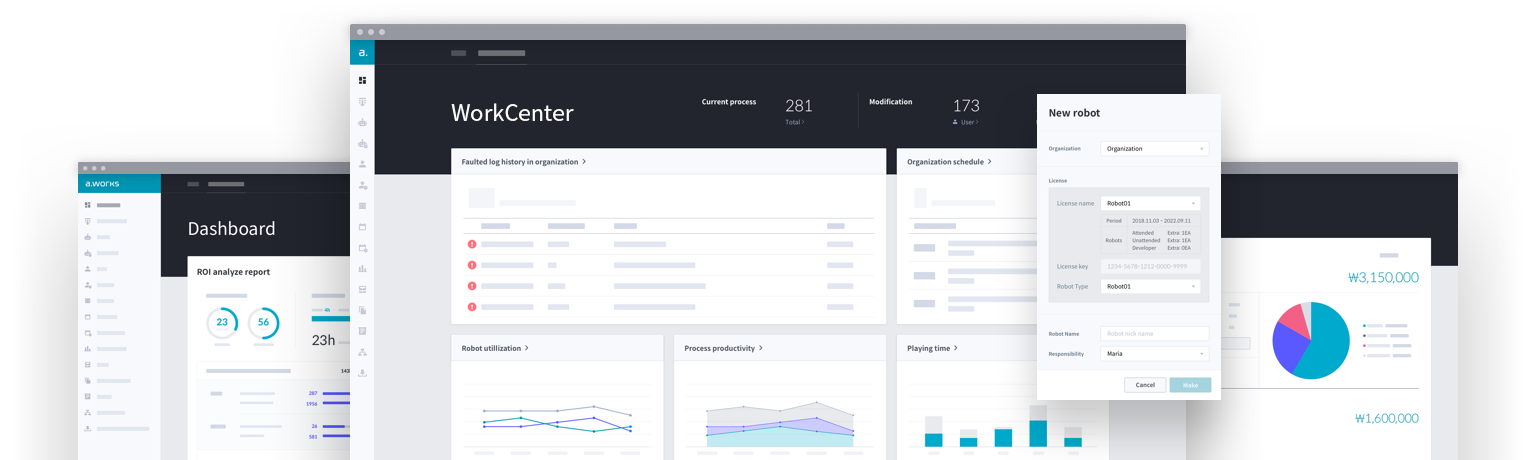 a.works
Dashboard
ROI analyze report
23
56
23h
143
287
1956
26
581
a.
WorkCenter
Current process
281
Total >
Modification
173
User >
Faulted log history in organization >
Organization schedule >
Robot utillization >
Process productivity >
Playing time >
New robot
Organization
Organization
License
License name
Robot01
Period
2018.11.03 ~ 2022.09.11
Robots
Attended Extra: 1EA
Unattended Extra: 1EA
Developer Extra: 0EA
License key
1234-5678-1212-0000-9999
Robot Type
Robot01
Robot Name
Robot nick name
Responsibility
Maria
Cancel
Make
₩3,150,000
₩1,600,000